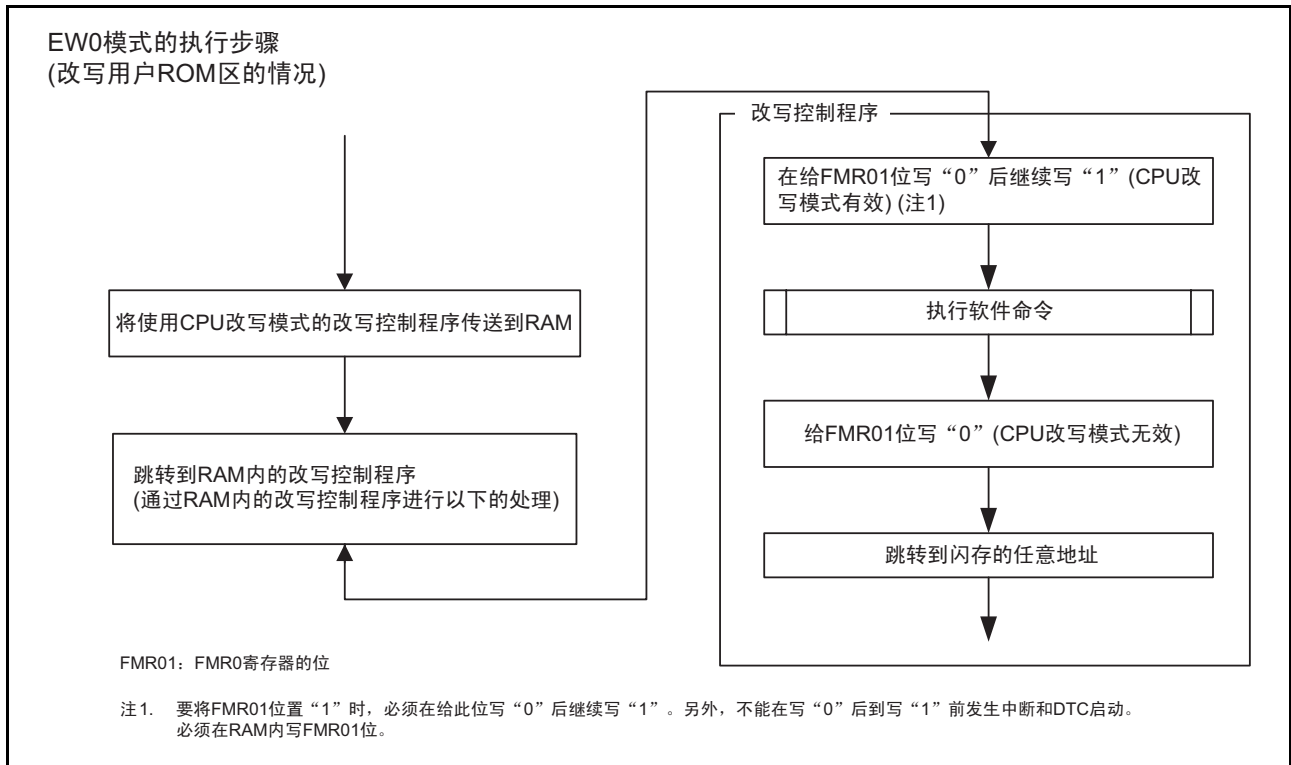 EW0模式的执行步骤
(改写用户ROM区的情况)
将使用CPU改写模式的改写控制程序传送到RAM
跳转到RAM内的改写控制程序
(通过RAM内的改写控制程序进行以下的处理)
改写控制程序
在给FMR01位写“0”后继续写“1”(CPU改
写模式有效) (注1)
执行软件命令
给FMR01位写“0”(CPU改写模式无效)
跳转到闪存的任意地址
FMR01：FMR0寄存器的位
注1. 要将FMR01位置“1”时，必须在给此位写“0”后继续写“1”。另外，不能在写“0”后到写“1”前发生中断和DTC启动。
必须在RAM内写FMR01位。